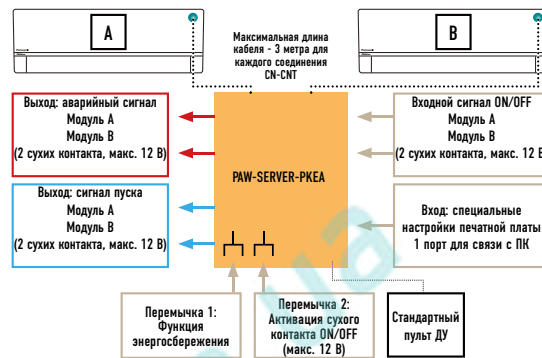 A
Максимальная длина
кабеля - 3 метра для
каждого соединения
CN-CNT
B
Выход: аварийный сигнал
Модуль A
Модуль B
(2 сухих контакта, макс. 12 В)
PAW-SERVER-PKEA
Входной сигнал ON/OFF
Модуль A
Модуль B
(2 сухих контакта, макс. 12 В)
Выход: сигнал пуска
Модуль A
Модуль B
(2 сухих контакта, макс. 12 В)
Вход: специальные
настройки печатной платы
1 порт для связи с ПК
Перемычка 1:
Функция
энергосбережения
Перемычка 2:
Активация сухого
контакта ON/OFF
(макс. 12 В)
Стандартный
пульт ДУ